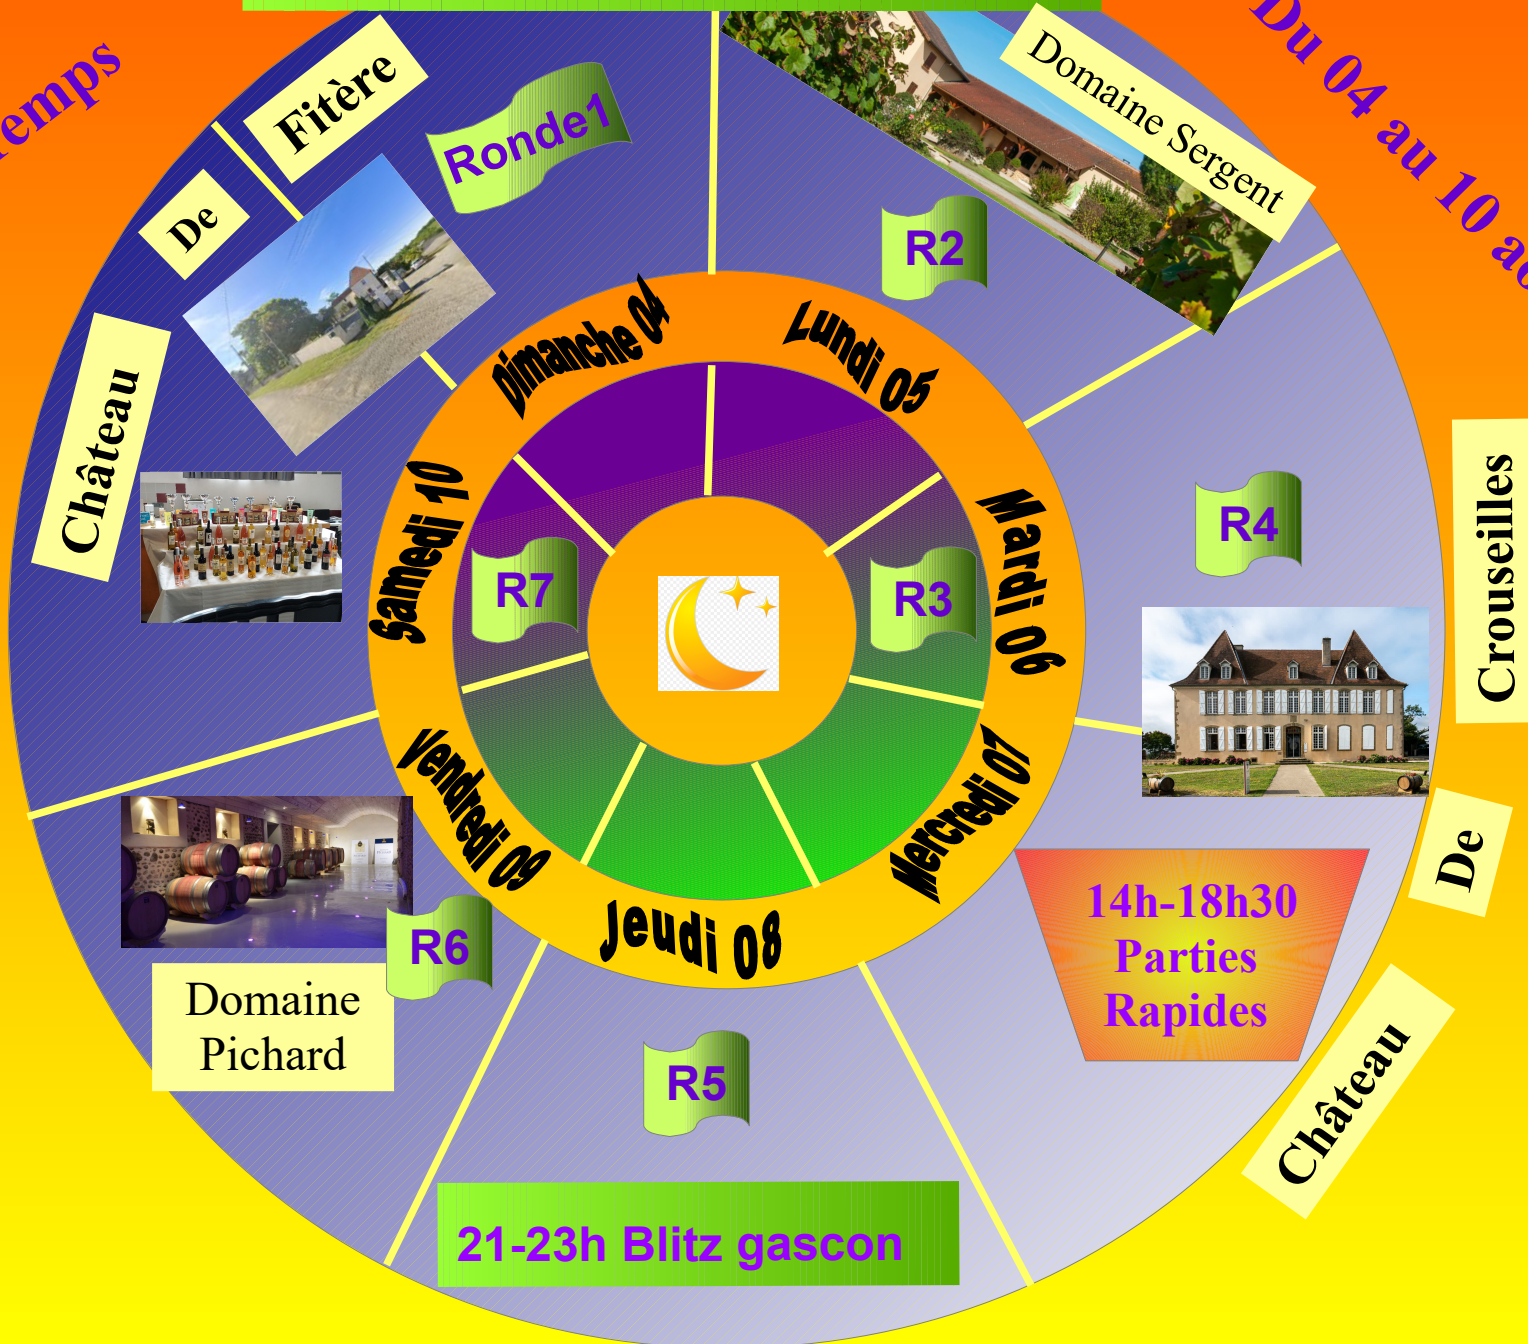 Du 04 au 10
Fitère
De
Château
Ronde1
Domaine Sergent
R2
Dimanche 04
Lundi 05
Mardi 06
Mercredi 07
Jeudi 08
Vendredi 09
Samedi 10
R7
R3
R4
Crouseilles
De
Château
14h-18h30
Parties
Rapides
R6
Domaine
Pichard
R5
21-23h Blitz gascon